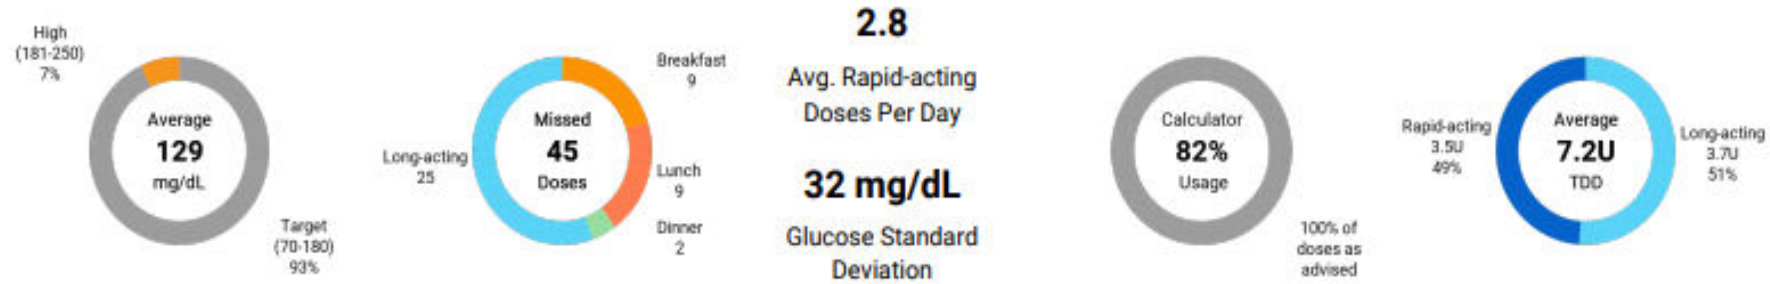 High
(181-250)
7%
Average
129
mg/dL
Target
(70-180)
93%
Missed
45
Doses
Breakfast
9
Long-acting
25
Lunch
9
Dinner
2
2.8
Avg. Rapid-acting
Doses Per Day
32 mg/dL
Glucose Standard
Deviation
Calculator
82%
Usage
100% of
doses as
advised
Rapid-acting
3.5U
49%
Average
7.2U
TDD
Long-acting
3.7U
51%